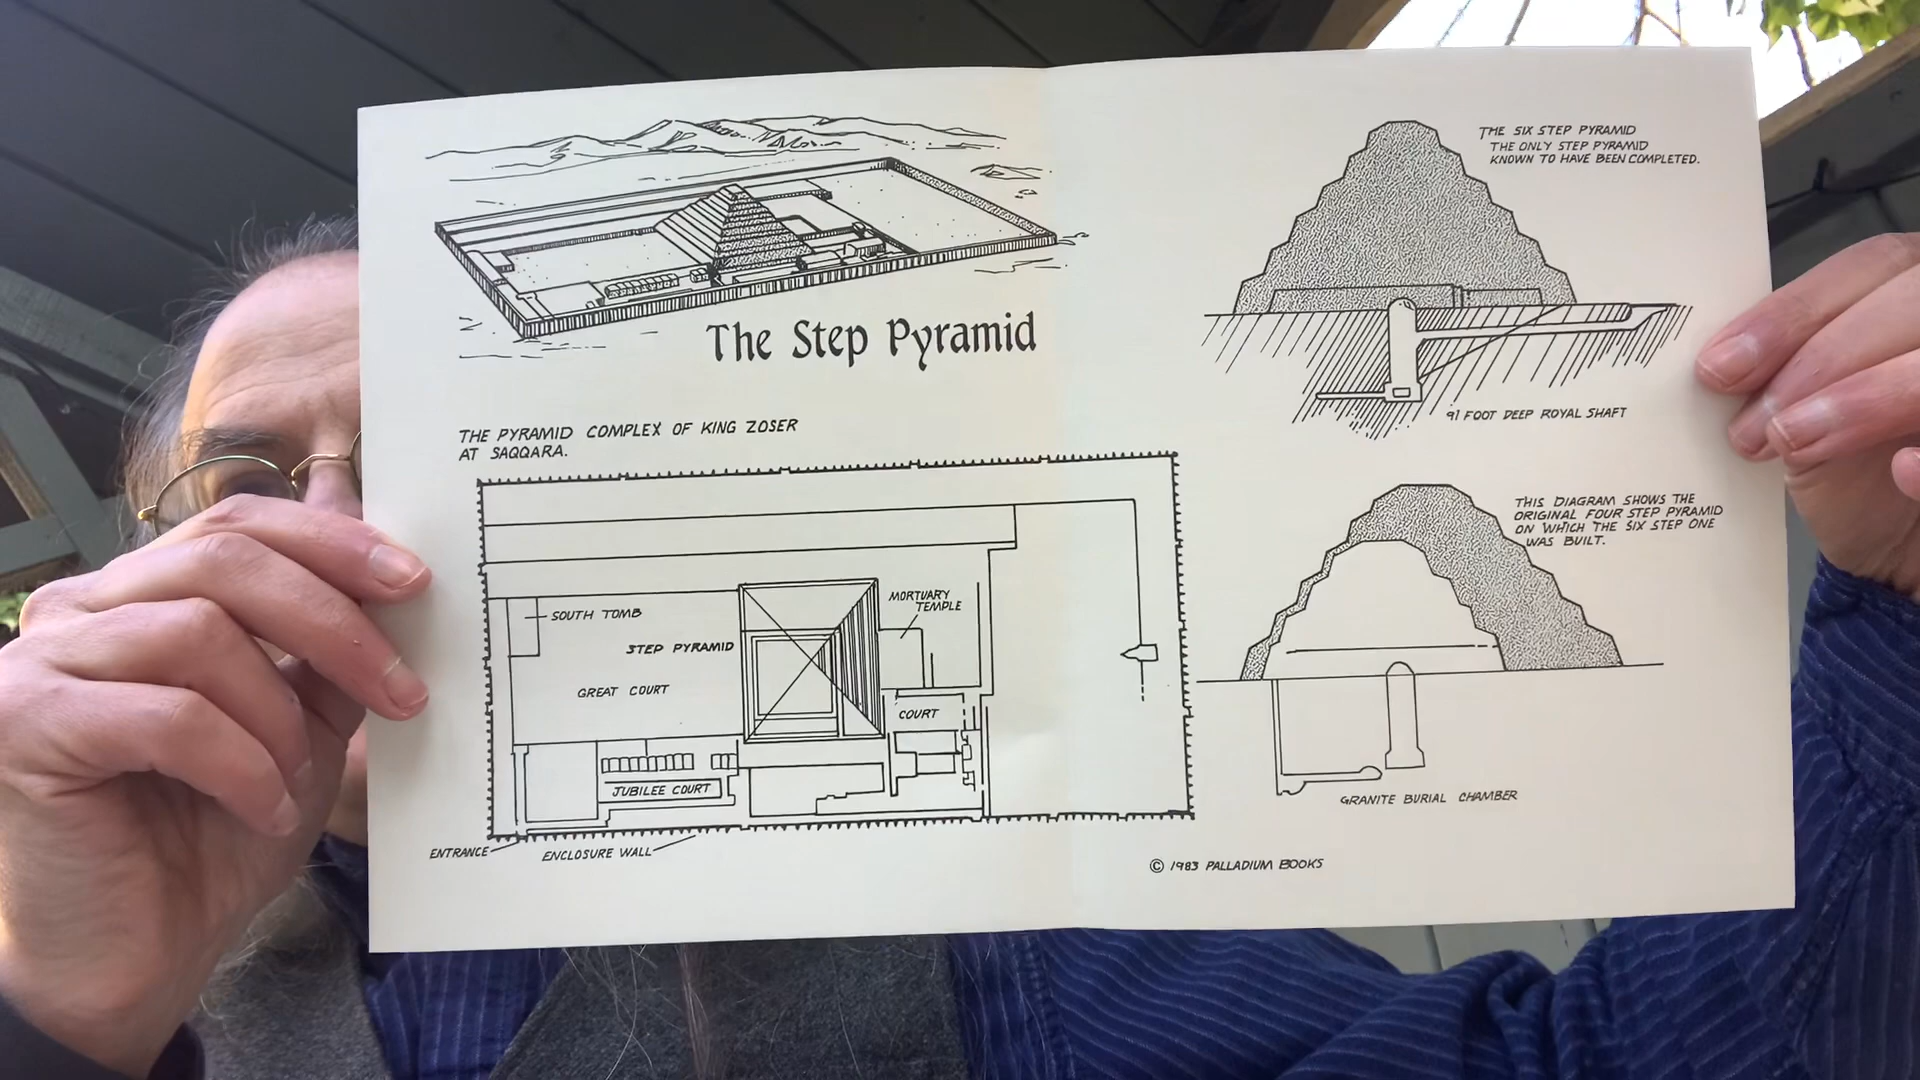 The Step Pyramid
THE PYRAMID COMPLEX OF KING ZOSER
AT SAQQARA.
SOUTH TOMB
STEP PYRAMID
GREAT COURT
MORTUARY
TEMPLE
COURT
JUBILEE COURT
ENTRANCE
ENCLOSURE WALL
THE SIX STEP PYRAMID
THE ONLY STEP PYRAMID
KNOWN TO HAVE BEEN COMPLETED.
91 FOOT DEEP ROYAL SHAFT
THIS DIAGRAM SHOWS THE
ORIGINAL FOUR STEP PYRAMID
ON WHICH THE SIX STEP ONE
WAS BUILT.
GRANITE BURIAL CHAMBER
© 1983 PALLADIUM BOOKS